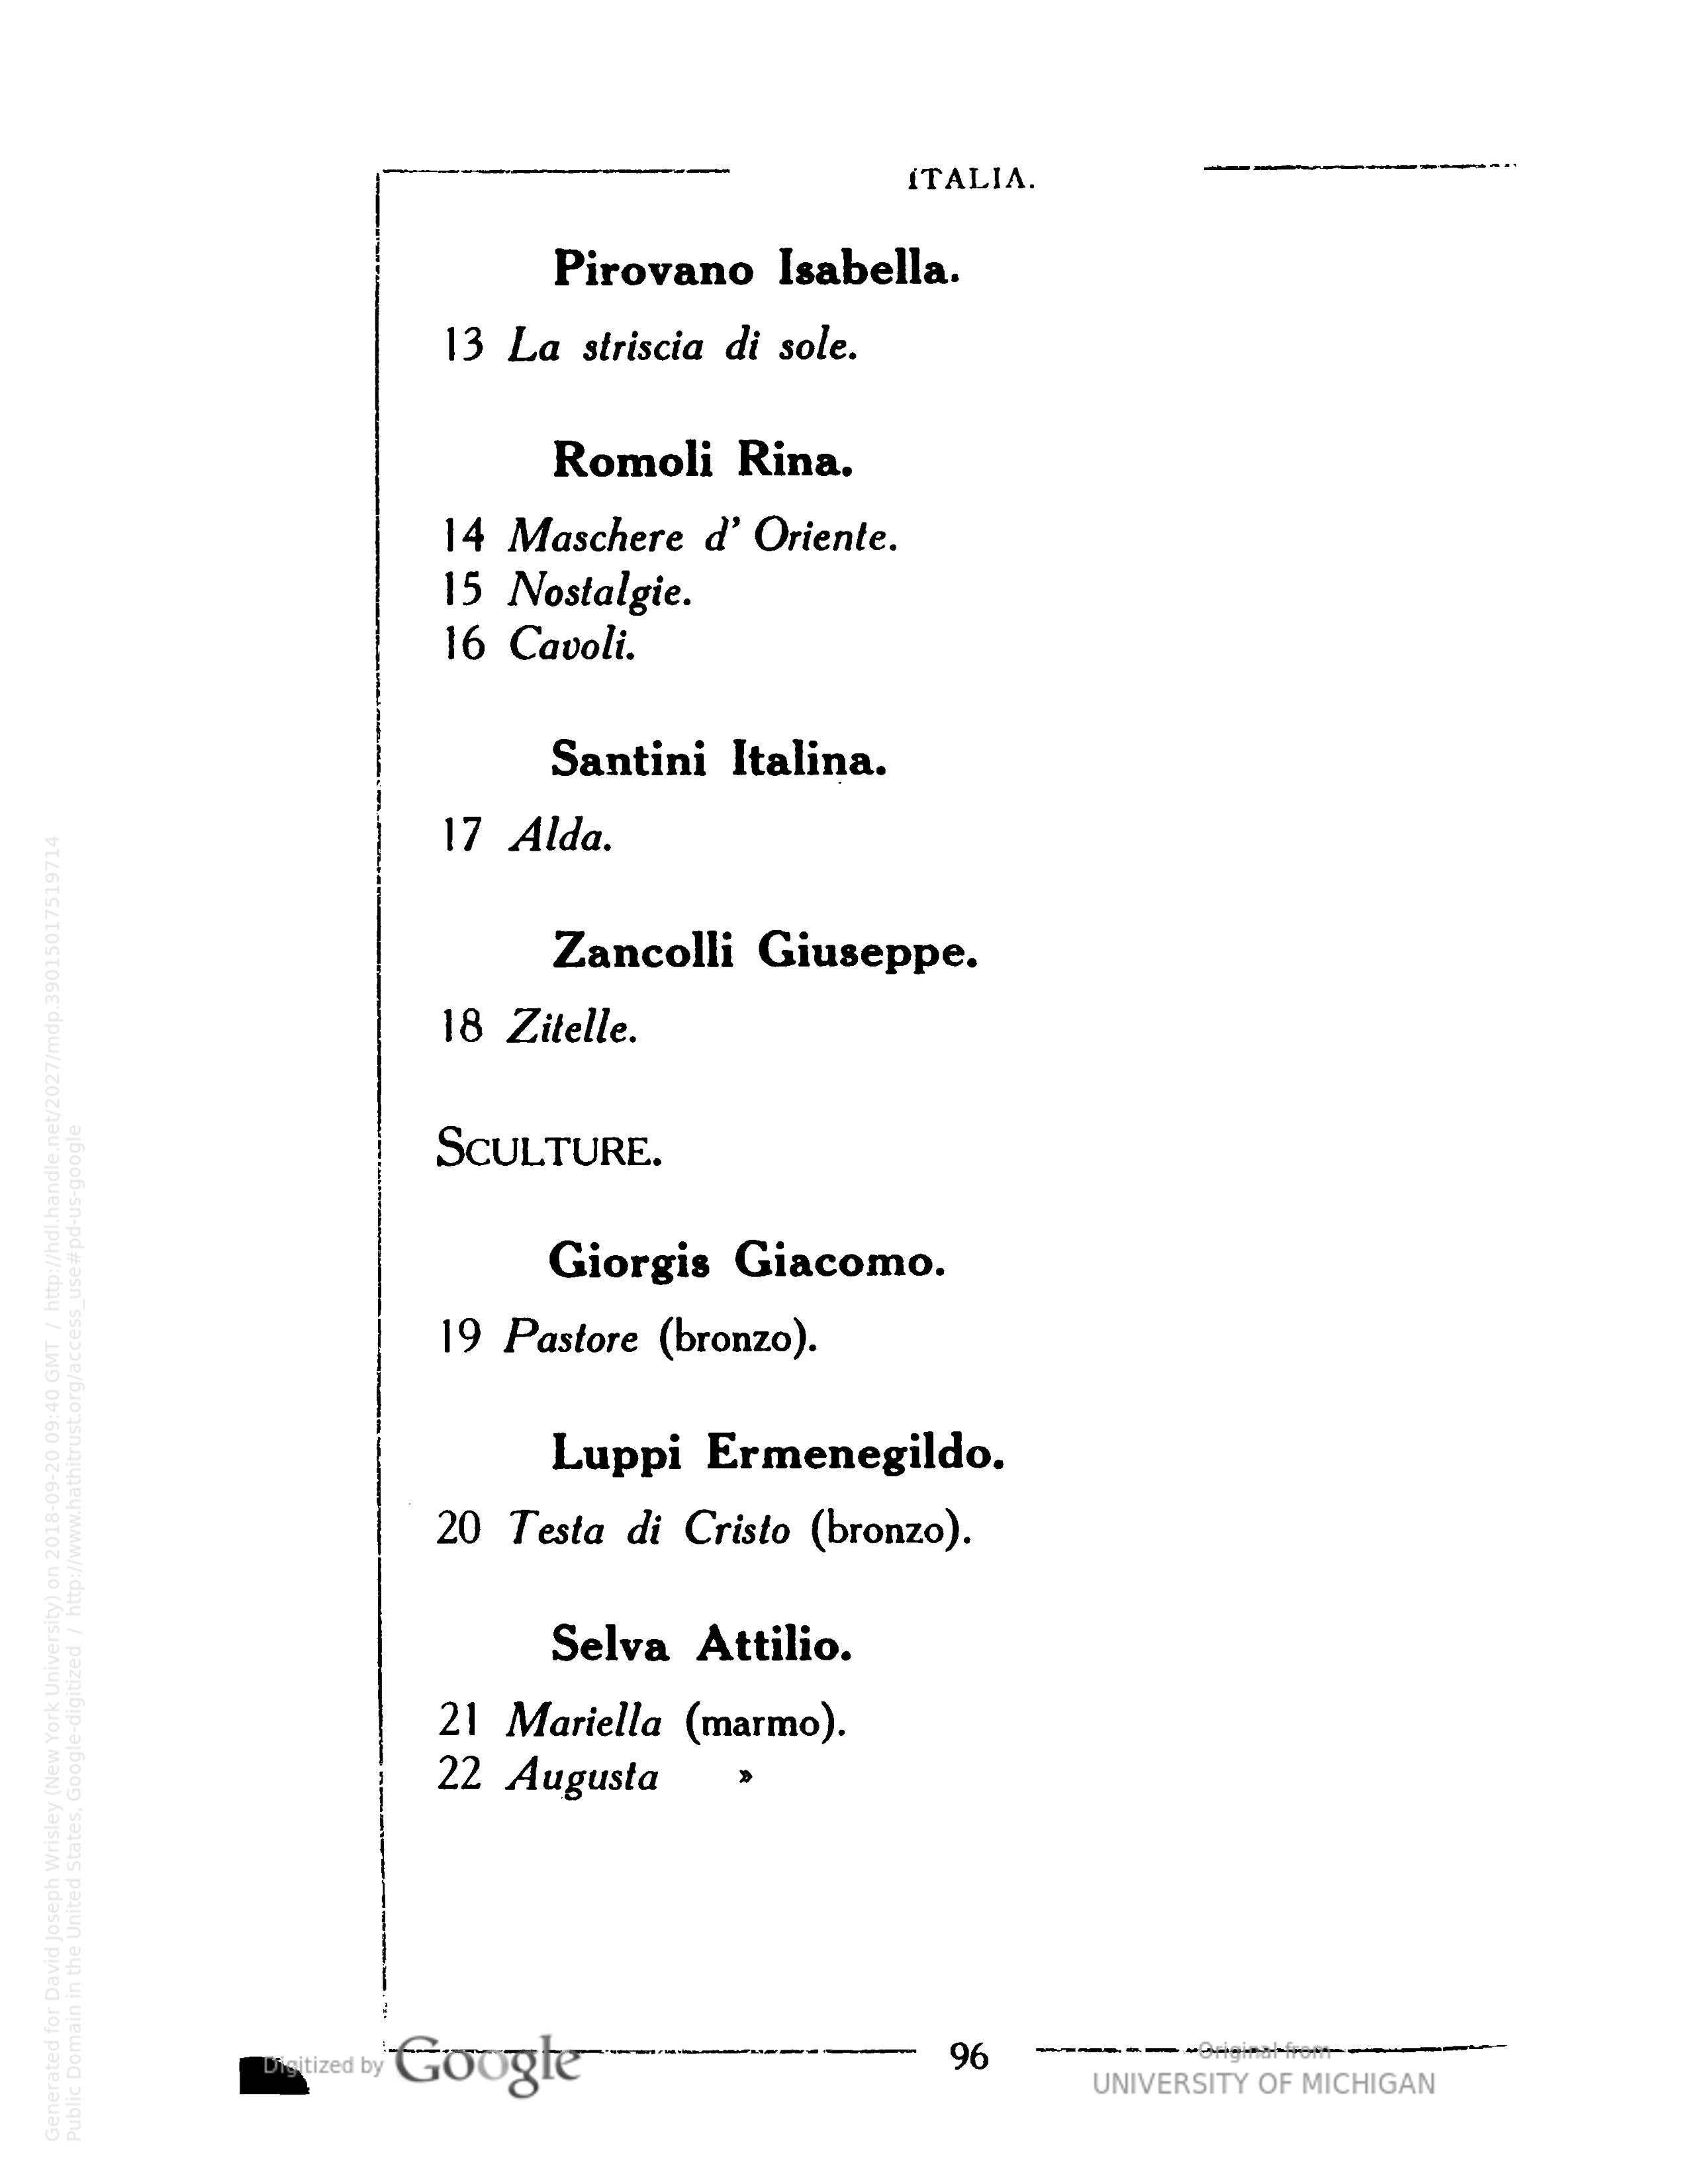 ITALIA.
Pirovano Isabella.
13 La striscia di sole.
Romoli Rina.
14 Maschere d' Oriente.
15 Nostalgie.
16 Cavoli.
Santini Italina.
17 Alda.
Zancolli Giuseppe.
18 Zitelle.
SCULTURE.
Giorgis Giacomo.
19 Pastore (bronzo).
Luppi Ermenegildo.
20 Testa di Cristo (bronzo).
Selva Attilio.
21 Mariella (marmo).
22 Augusta »
96
Digitized by Google
Original from
UNIVERSITY OF MICHIGAN
Generated for David Joseph Wrisley (New York University) on 2018-09-20 09:40 GMT / http://hdl.handle.net/2027/mdp.39015017519714
Public Domain in the United States, Google-digitized / http://www.hathitrust.org/access_use#pd-us-google